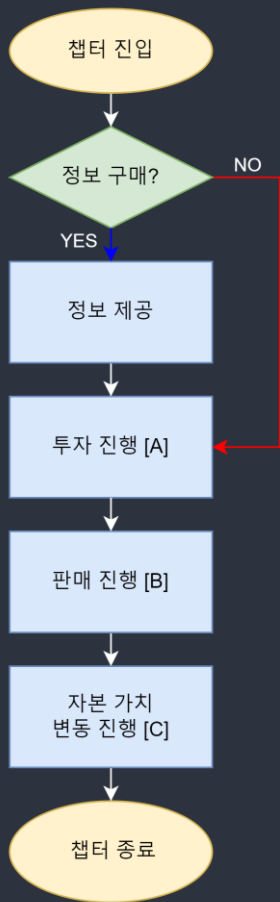 챕터 진입
정보 구매?
NO
YES
정보 제공
투자 진행 [A]
판매 진행 [B]
자본 가치
변동 진행 [C]
챕터 종료